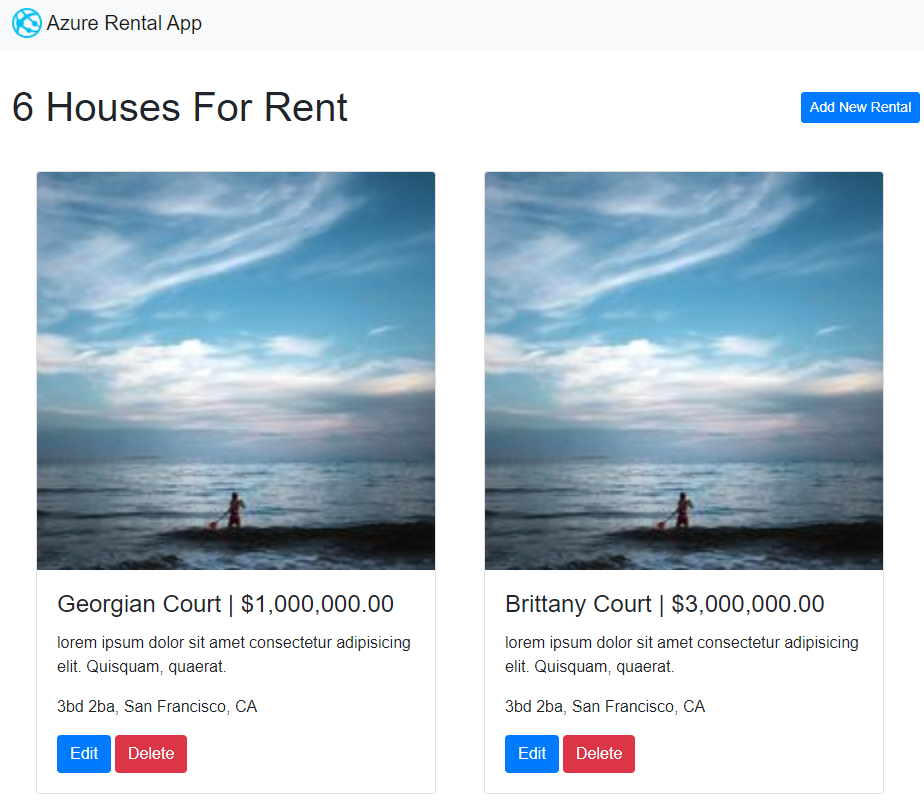 Azure Rental App
6 Houses For Rent
Add New Rental
Georgian Court | $1,000,000.00
lorem ipsum dolor sit amet consectetur adipisicing
elit. Quisquam, quaerat.
3bd 2ba, San Francisco, CA
Edit Delete
Brittany Court | $3,000,000.00
lorem ipsum dolor sit amet consectetur adipisicing
elit. Quisquam, quaerat.
3bd 2ba, San Francisco, CA
Edit Delete